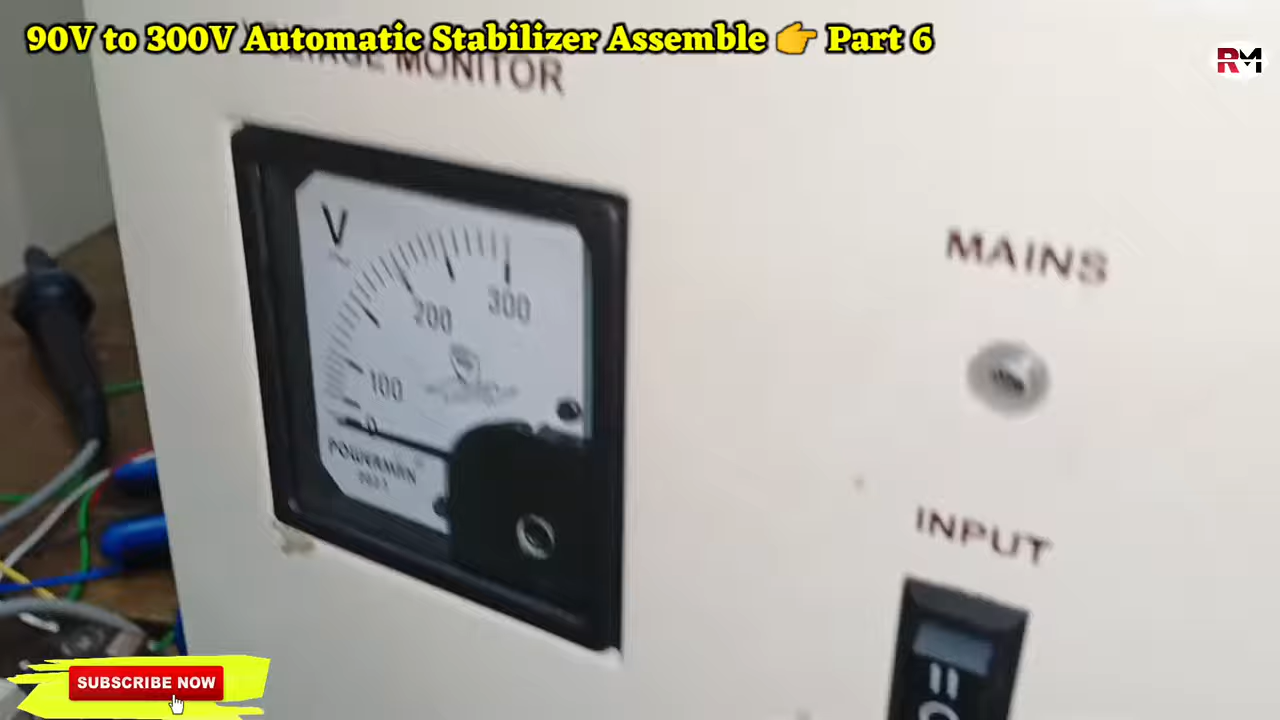 90V to 300V Automatic Stabilizer Assemble 👉 Part 6
RM
VOLTAGE MONITOR
V
MAINS
300
200
100
0
POWERMAN
INPUT
SUBSCRIBE NOW